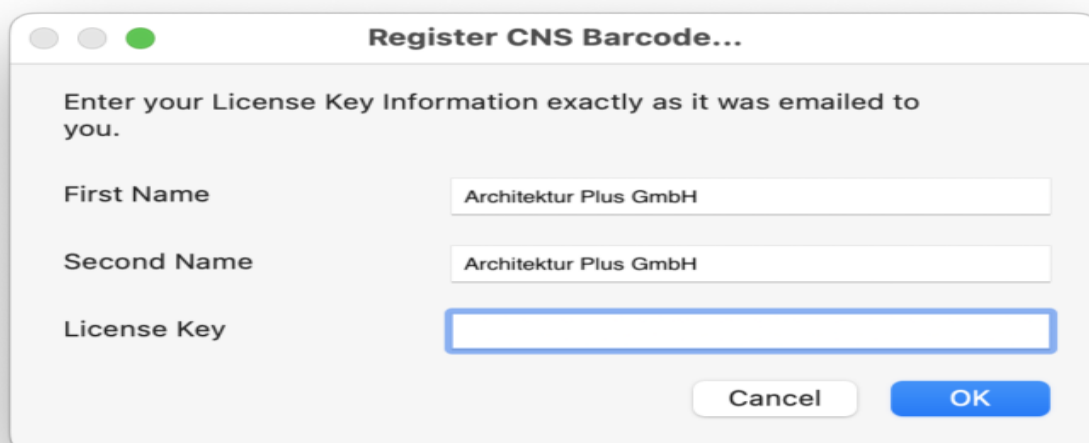 Register CNS Barcode...
Enter your License Key Information exactly as it was emailed to
you.
First Name
Architektur Plus GmbH
Second Name
Architektur Plus GmbH
License Key
Cancel
OK